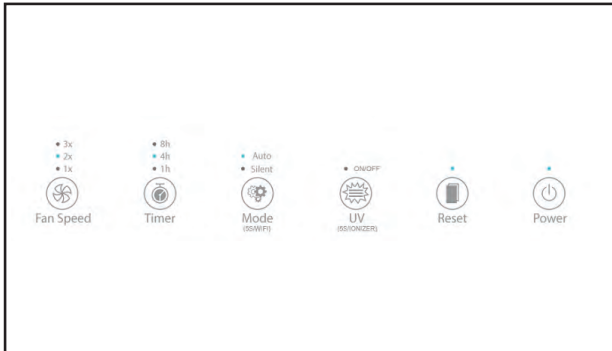 3x
2x
1x
Fan Speed
8h
4h
1h
Timer
Auto
Silent
Mode
(5S/WIFI)
ON/OFF
UV
(5S/IONIZER)
Reset
Power